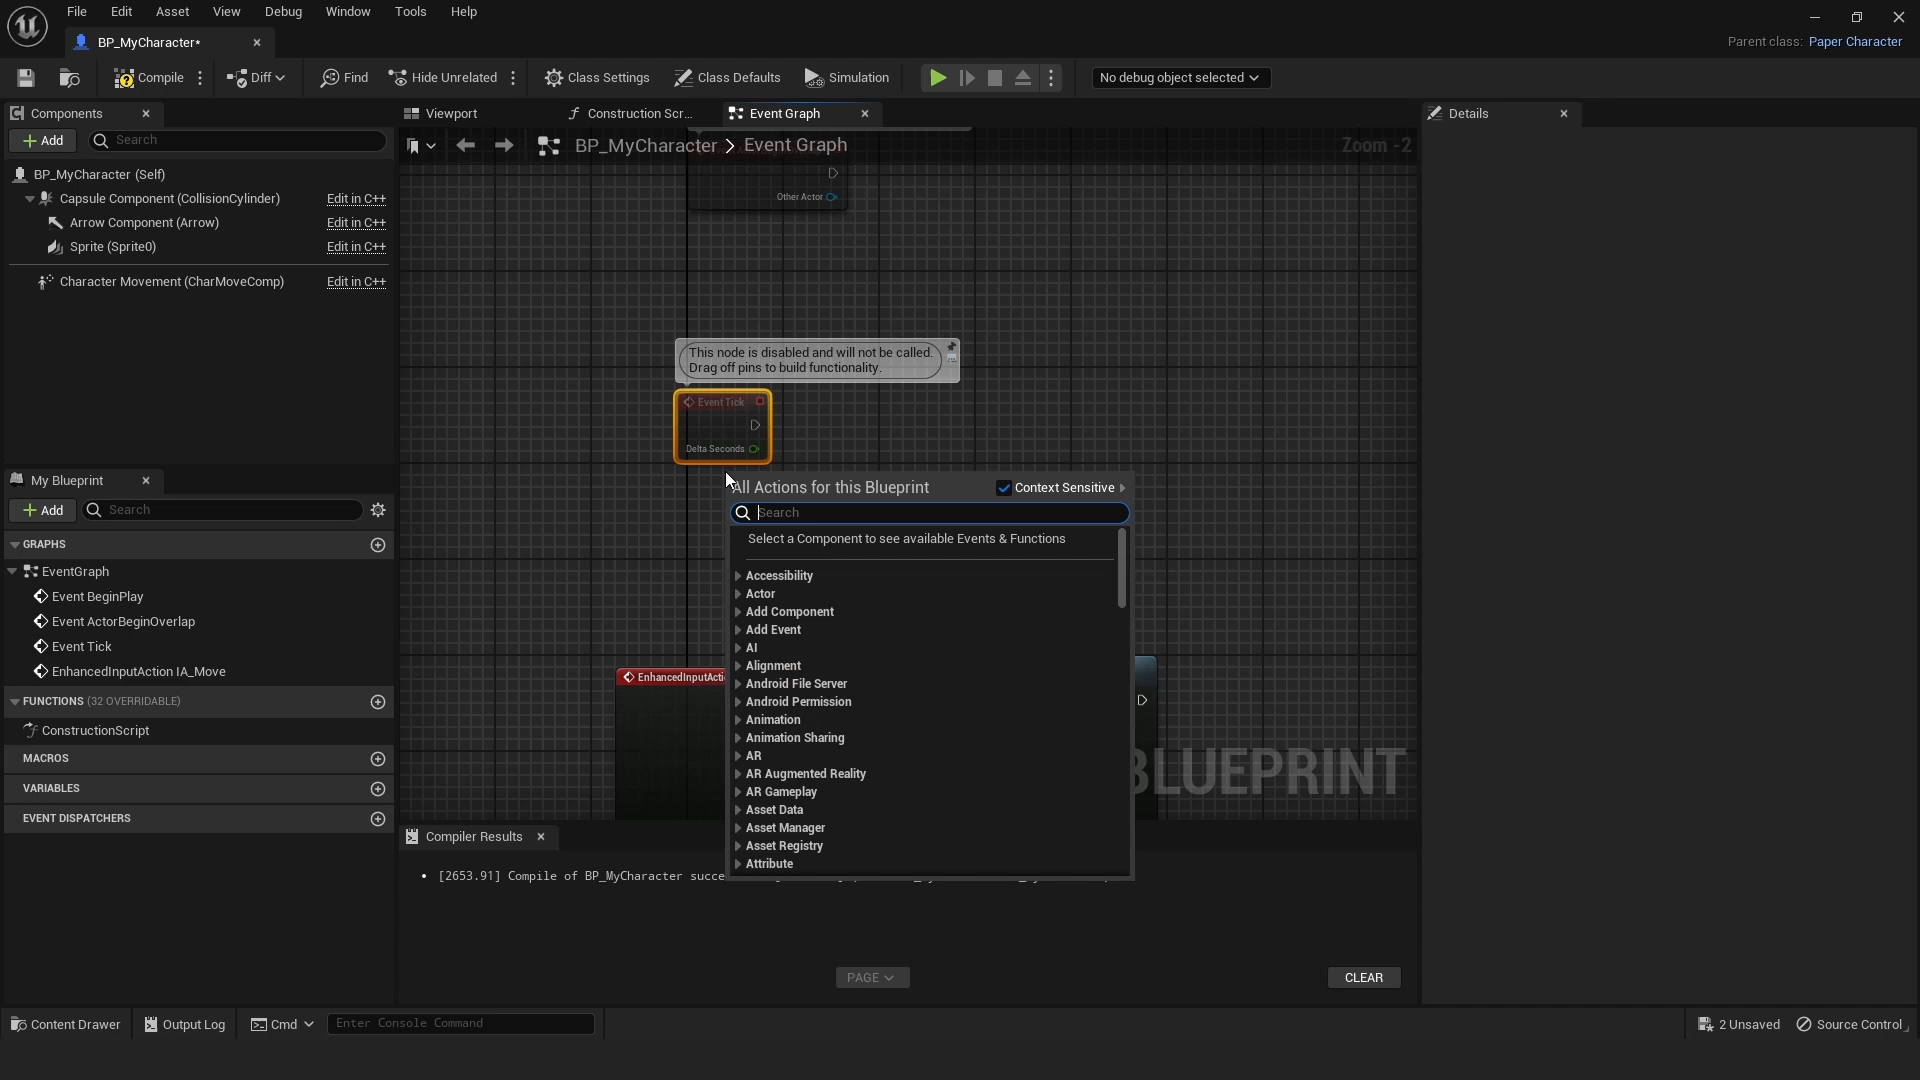 File Edit Asset View Debug Window Tools Help
BP_MyCharacter*
Parent class: Paper Character
Compile Diff Find Hide Unrelated Class Settings Class Defaults Simulation No debug object selected
Components
Add Search
BP_MyCharacter (Self)
Capsule Component (CollisionCylinder) Edit in C++
Arrow Component (Arrow) Edit in C++
Sprite (Sprite0) Edit in C++
Character Movement (CharMoveComp) Edit in C++
My Blueprint
Add Search
GRAPHS
EventGraph
Event BeginPlay
Event ActorBeginOverlap
Event Tick
EnhancedInputAction IA_Move
FUNCTIONS (32 OVERRIDABLE)
ConstructionScript
MACROS
VARIABLES
EVENT DISPATCHERS
Viewport Construction Scr... Event Graph
BP_MyCharacter > Event Graph Zoom -2
Other Actor
This node is disabled and will not be called.
Drag off pins to build functionality.
Event Tick
Delta Seconds
All Actions for this Blueprint Context Sensitive
Search
Select a Component to see available Events & Functions
Accessibility
Actor
Add Component
Add Event
AI
Alignment
Android File Server
Android Permission
Animation
Animation Sharing
AR
AR Augmented Reality
AR Gameplay
Asset Data
Asset Manager
Asset Registry
Attribute
EnhancedInputActi
BLUEPRINT
Compiler Results
[2653.91] Compile of BP_MyCharacter succe
PAGE CLEAR
Details
Content Drawer Output Log Cmd Enter Console Command 2 Unsaved Source Control